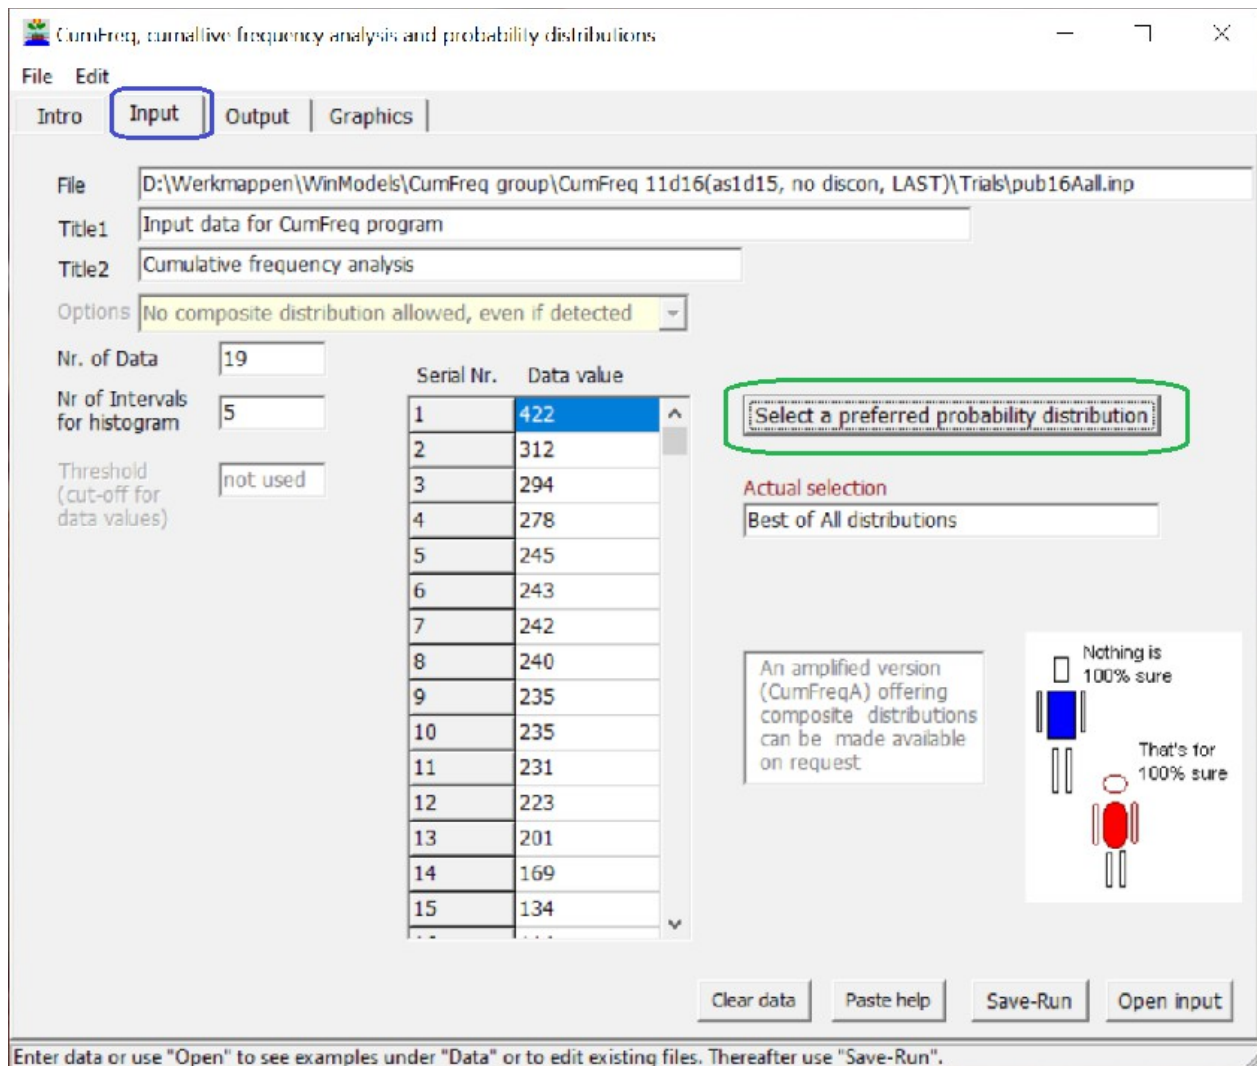 CumFreq, cumaltive frequency analysis and probability distributions
File Edit
Intro Input Output Graphics
File D:\Werkmappen\WinModels\CumFreq group\CumFreq 11d16(as1d15, no discon, LAST)\Trials\pub16Aall.inp
Title1 Input data for CumFreq program
Title2 Cumulative frequency analysis
Options No composite distribution allowed, even if detected
Nr. of Data 19
Nr of Intervals
for histogram 5
Threshold
(cut-off for
data values) not used
Serial Nr. Data value
1 422
2 312
3 294
4 278
5 245
6 243
7 242
8 240
9 235
10 235
11 231
12 223
13 201
14 169
15 134
Select a preferred probability distribution
Actual selection
Best of All distributions
An amplified version
(CumFreqA) offering
composite distributions
can be made available
on request
Nothing is
100% sure
That's for
100% sure
Clear data Paste help Save-Run Open input
Enter data or use "Open" to see examples under "Data" or to edit existing files. Thereafter use "Save-Run".